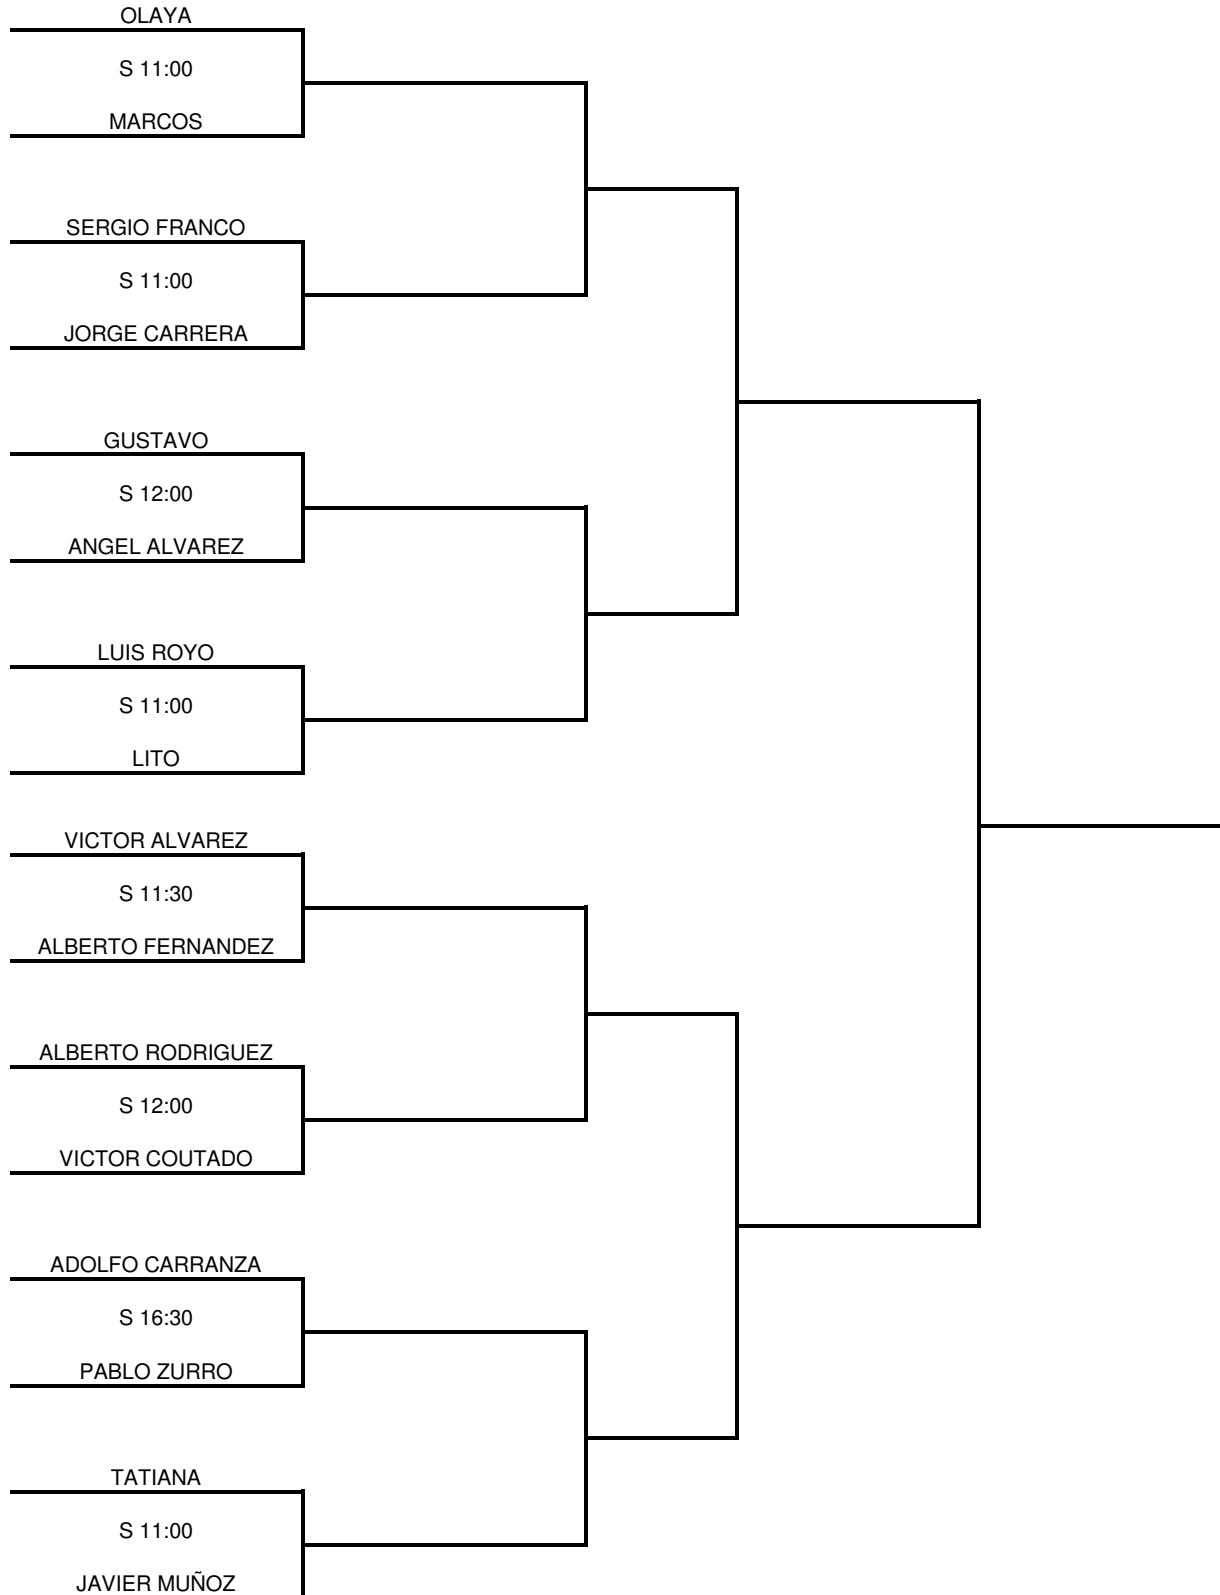 OLAYA
S 11:00
MARCOS
SERGIO FRANCO
S 11:00
JORGE CARRERA
GUSTAVO
S 12:00
ANGEL ALVAREZ
LUIS ROYO
S 11:00
LITO
VICTOR ALVAREZ
S 11:30
ALBERTO FERNANDEZ
ALBERTO RODRIGUEZ
S 12:00
VICTOR COUTADO
ADOLFO CARRANZA
S 16:30
PABLO ZURRO
TATIANA
S 11:00
JAVIER MUÑOZ